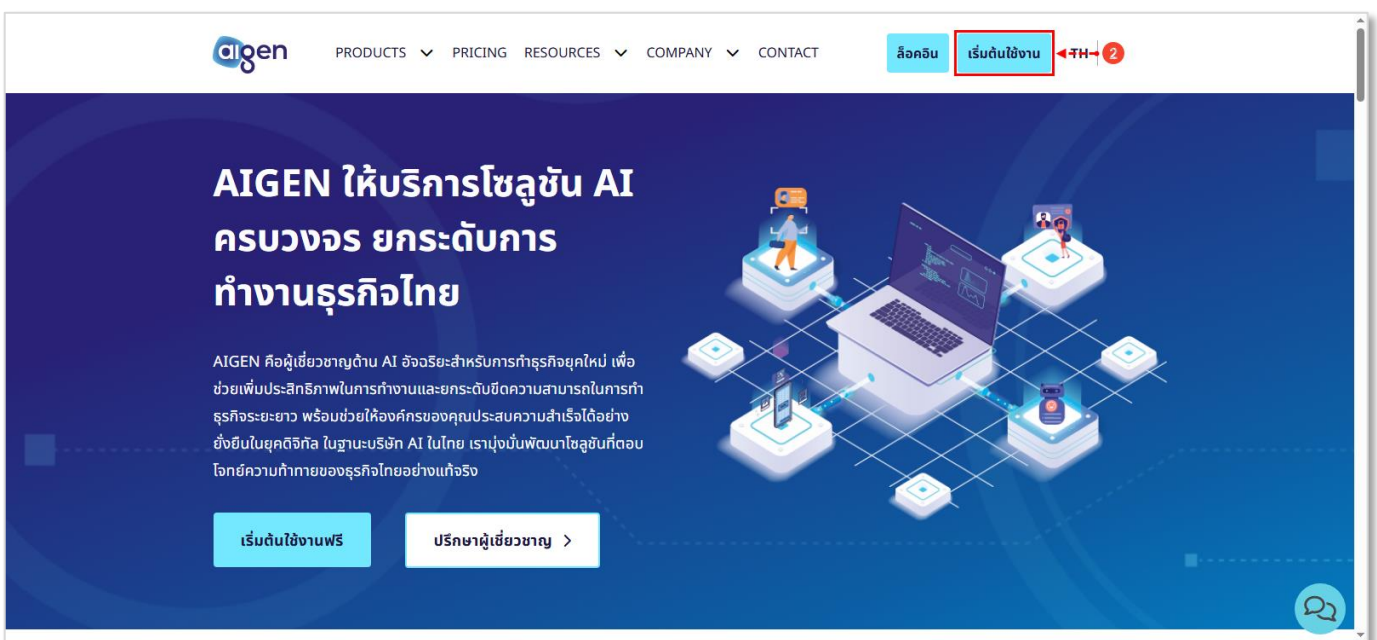 aigen
PRODUCTS PRICING RESOURCES COMPANY CONTACT ล็อคอิน เริ่มต้นใช้งาน TH 2
AIGEN ให้บริการโซลูชัน AI
ครบวงจร ยกระดับการ
ทำงานธุรกิจไทย
AIGEN คือผู้เชี่ยวชาญด้าน AI อัจฉริยะสำหรับการทำธุรกิจยุคใหม่ เพื่อ
ช่วยเพิ่มประสิทธิภาพในการทำงานและยกระดับขีดความสามารถในการทำ
ธุรกิจระยะยาว พร้อมช่วยให้องค์กรของคุณประสบความสำเร็จได้อย่าง
ยั่งยืนในยุคดิจิทัล ในฐานะบริษัท AI ในไทย เรามุ่งมั่นพัฒนาโซลูชันที่ตอบ
โจทย์ความท้าทายของธุรกิจไทยอย่างแท้จริง
เริ่มต้นใช้งานฟรี ปรึกษาผู้เชี่ยวชาญ >